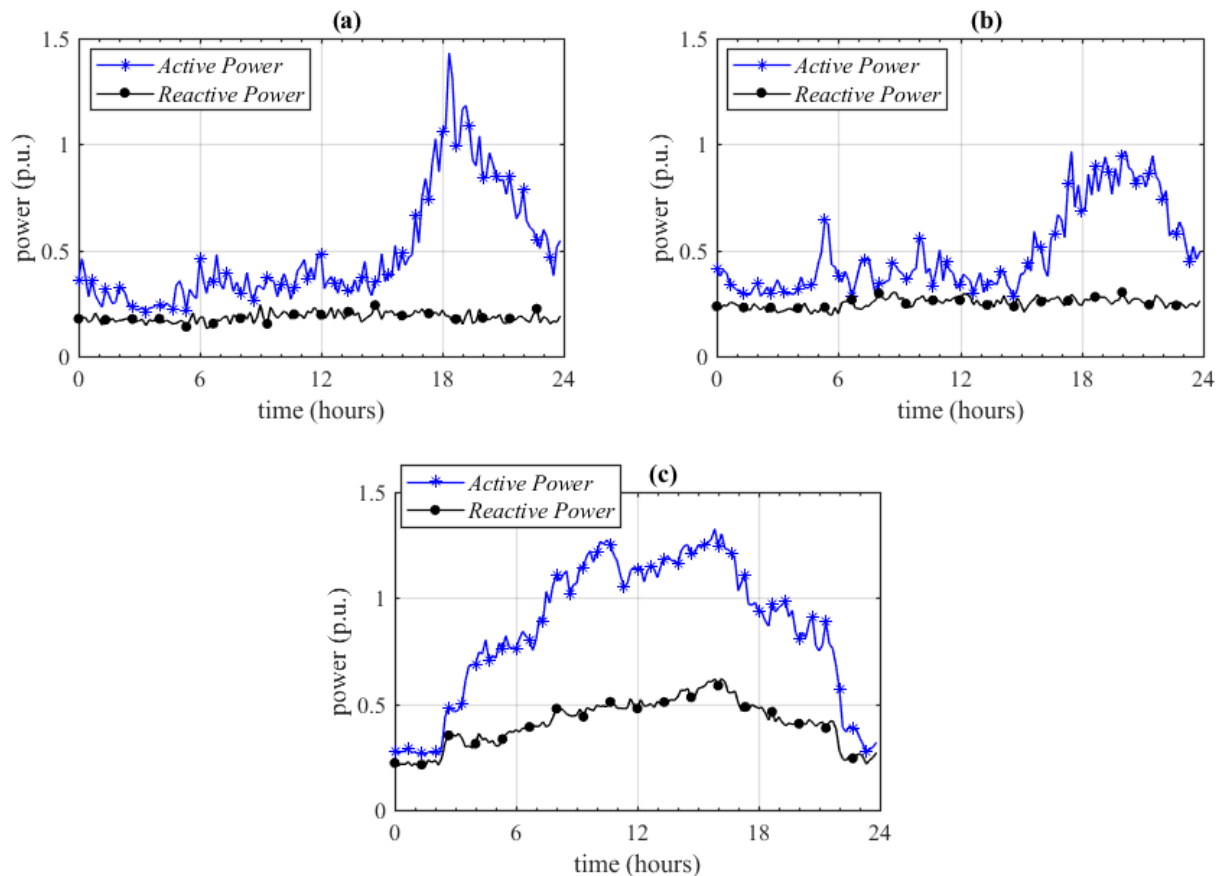 (a)
1.5
1
0.5
0
power (p.u.)
Active Power
Reactive Power
0 6 12 18 24
time (hours)
(b)
1.5
1
0.5
0
power (p.u.)
Active Power
Reactive Power
0 6 12 18 24
time (hours)
(c)
1.5
1
0.5
0
power (p.u.)
Active Power
Reactive Power
0 6 12 18 24
time (hours)